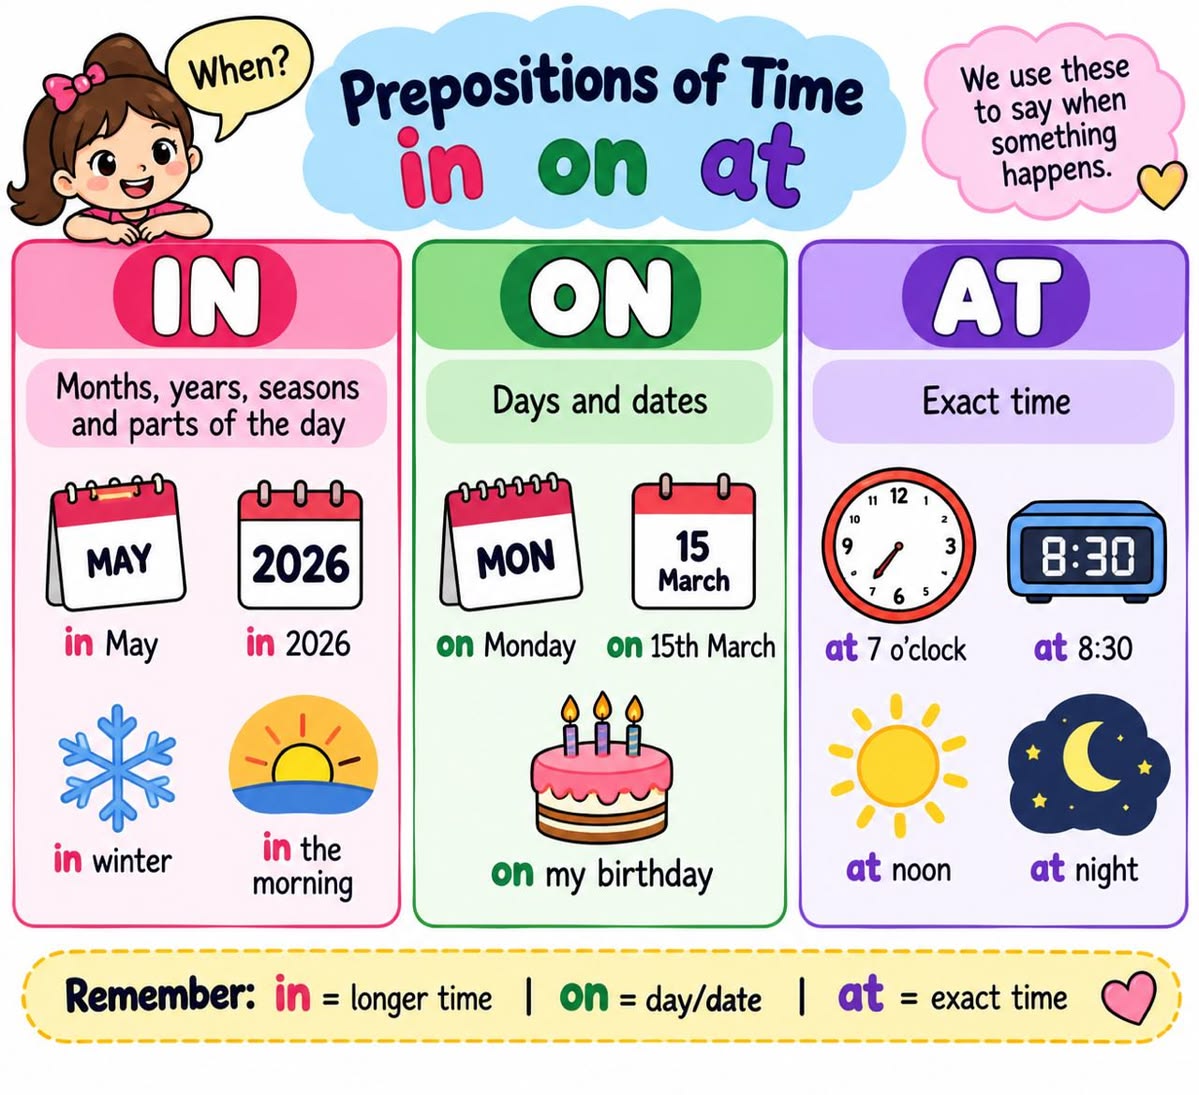 When?
Prepositions of Time
in on at
We use these
to say when
something
happens.
IN
Months, years, seasons
and parts of the day
MAY
2026
in May
in 2026
in winter
in the
morning
ON
Days and dates
MON
15
March
on Monday
on 15th March
on my birthday
AT
Exact time
11 12 1
10 2
9 3
7 6 5
8:30
at 7 o'clock
at 8:30
at noon
at night
Remember: in = longer time | on = day/date | at = exact time